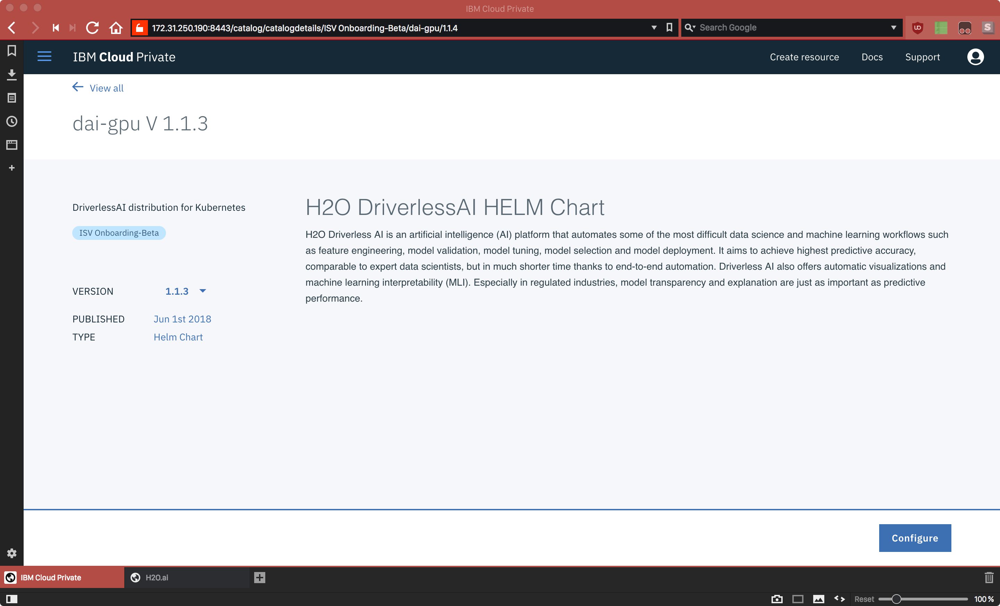 IBM Cloud Private
172.31.250.190:8443/catalog/catalogdetails/ISV Onboarding-Beta/dai-gpu/1.1.4
Search Google
UO
S
IBM Cloud Private
Create resource
Docs
Support
View all
dai-gpu V 1.1.3
DriverlessAI distribution for Kubernetes
ISV Onboarding-Beta
VERSION 1.1.3
PUBLISHED Jun 1st 2018
TYPE Helm Chart
H2O DriverlessAI HELM Chart
H2O Driverless AI is an artificial intelligence (AI) platform that automates some of the most difficult data science and machine learning workflows such
as feature engineering, model validation, model tuning, model selection and model deployment. It aims to achieve highest predictive accuracy,
comparable to expert data scientists, but in much shorter time thanks to end-to-end automation. Driverless AI also offers automatic visualizations and
machine learning interpretability (MLI). Especially in regulated industries, model transparency and explanation are just as important as predictive
performance.
Configure
IBM Cloud Private
H2O.ai
Reset
100 %